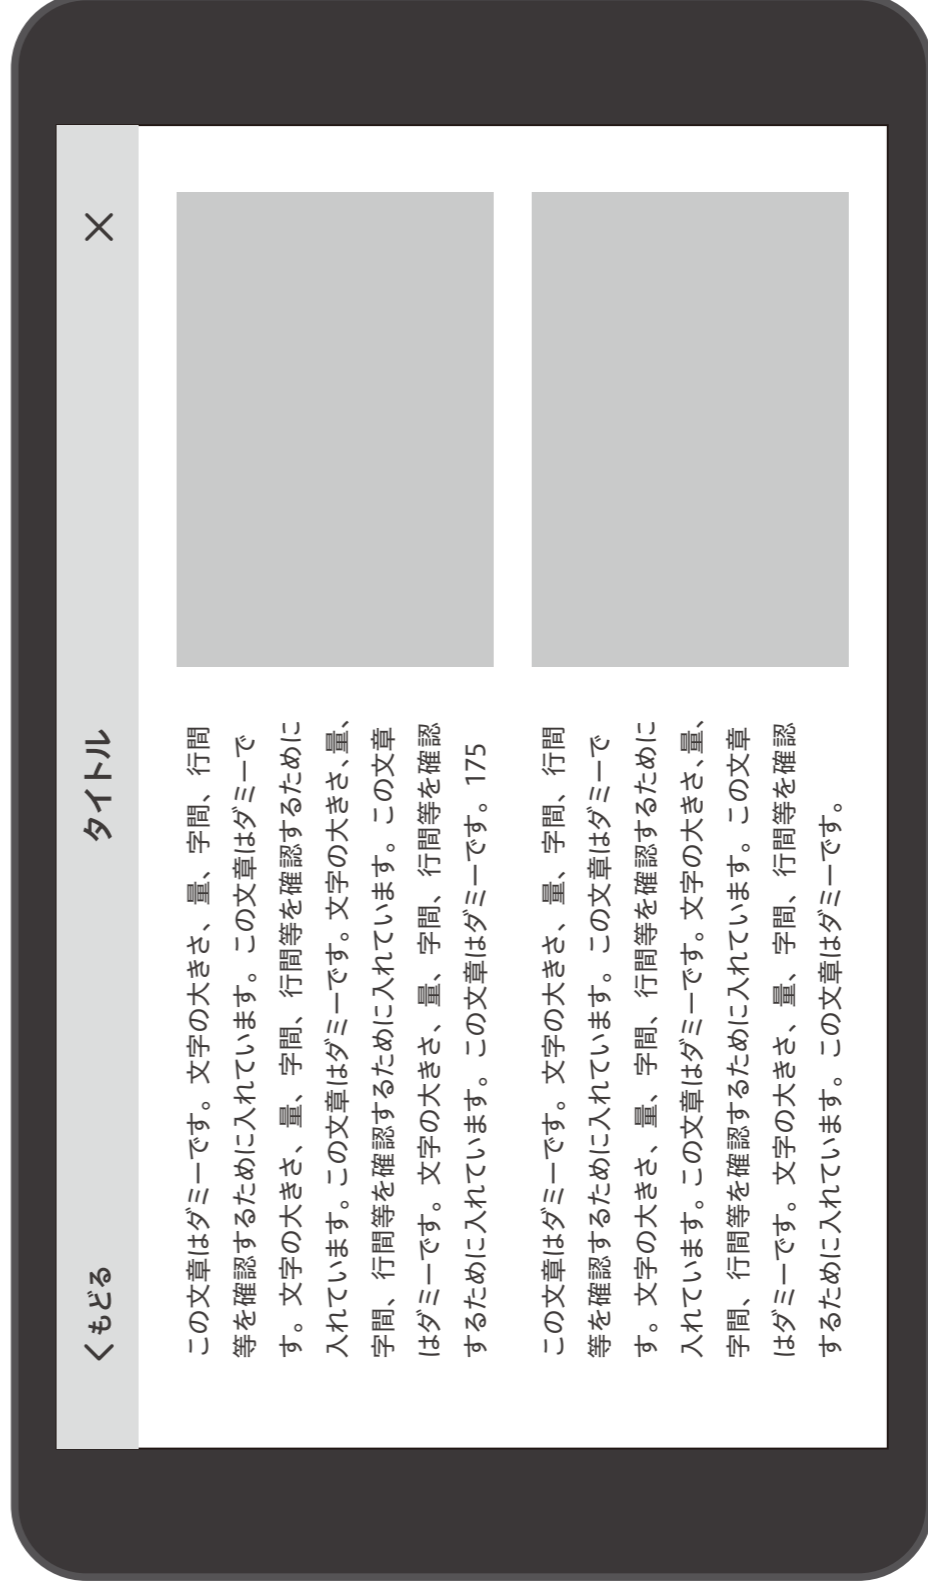 くもどる
タイトル
×
この文章はダミーです。文字の大きさ、量、字間、行間
等を確認するために入れています。この文章はダミーで
す。文字の大きさ、量、字間、行間等を確認するために
入れています。この文章はダミーです。文字の大きさ、量、
字間、行間等を確認するために入れています。この文章
はダミーです。文字の大きさ、量、字間、行間等を確認
するために入れています。この文章はダミーです。175
この文章はダミーです。文字の大きさ、量、字間、行間
等を確認するために入れています。この文章はダミーで
す。文字の大きさ、量、字間、行間等を確認するために
入れています。この文章はダミーです。文字の大きさ、量、
字間、行間等を確認するために入れています。この文章
はダミーです。文字の大きさ、量、字間、行間等を確認
するために入れています。この文章はダミーです。